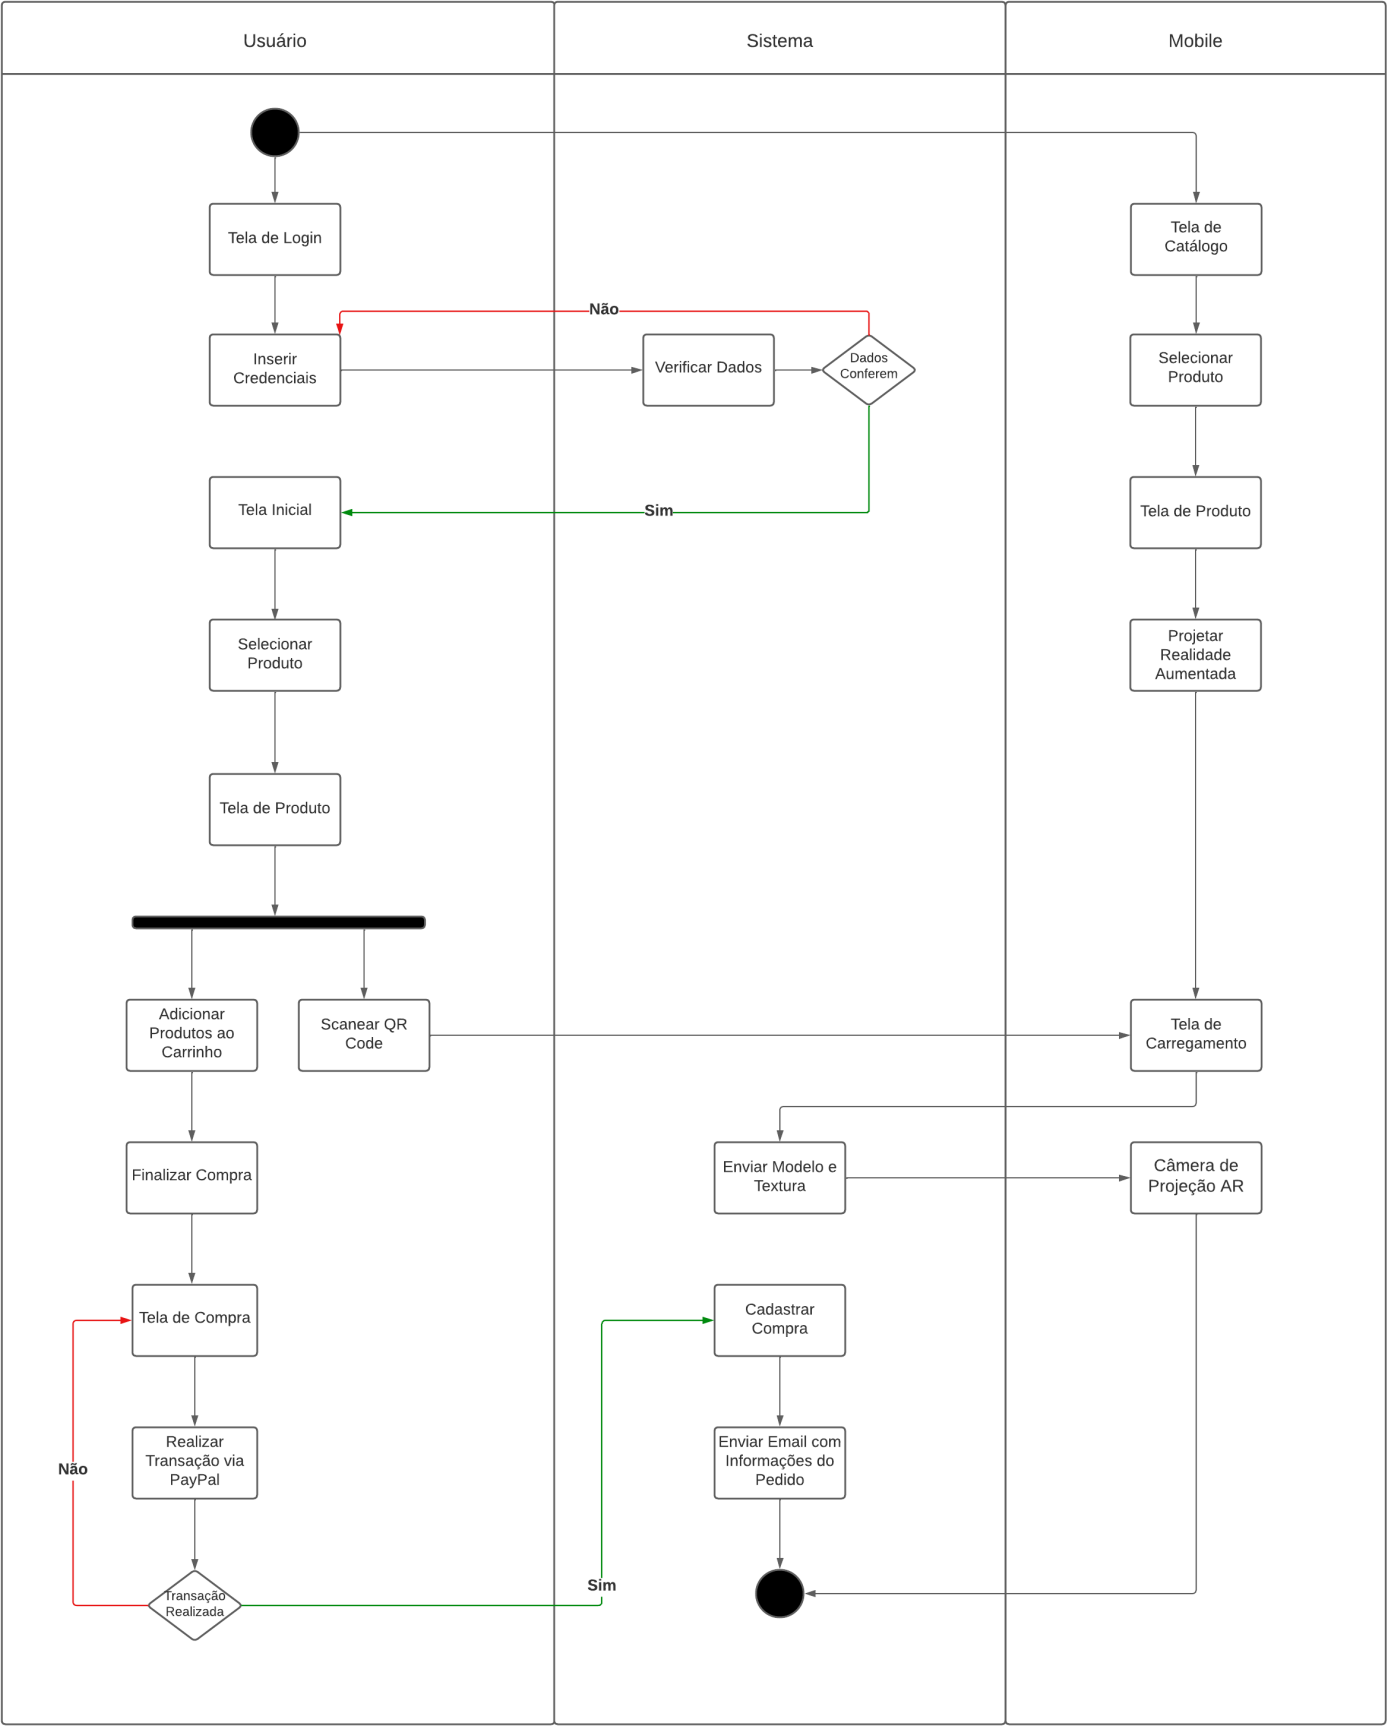 Usuário
Sistema
Mobile
Tela de Login
Tela de
Catálogo
Não
Inserir
Credenciais
Verificar Dados
Dados
Conferem
Selecionar
Produto
Tela Inicial
Sim
Tela de Produto
Selecionar
Produto
Projetar
Realidade
Aumentada
Tela de Produto
Adicionar
Produtos ao
Carrinho
Scanear QR
Code
Tela de
Carregamento
Finalizar Compra
Enviar Modelo e
Textura
Câmera de
Projeção AR
Tela de Compra
Cadastrar
Compra
Não
Realizar
Transação via
PayPal
Enviar Email com
Informações do
Pedido
Sim
Transação
Realizada